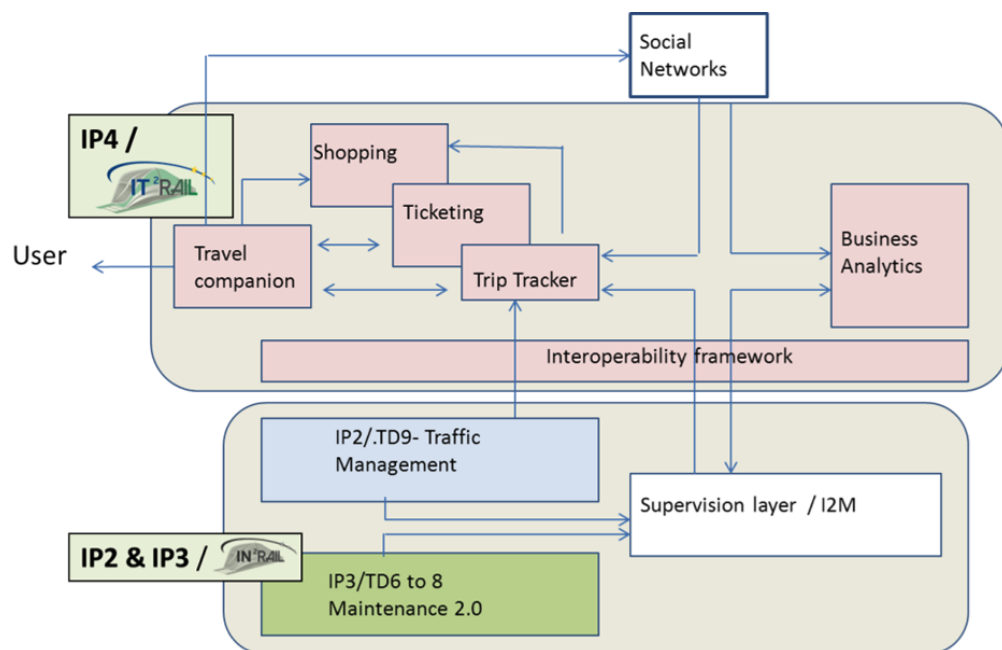 Social
Networks
IP4 /
IT²RAIL
Shopping
Ticketing
Travel
companion
Trip Tracker
Business
Analytics
User
Interoperability framework
IP2/.TD9- Traffic
Management
Supervision layer / I2M
IP2 & IP3 / IN²RAIL
IP3/TD6 to 8
Maintenance 2.0